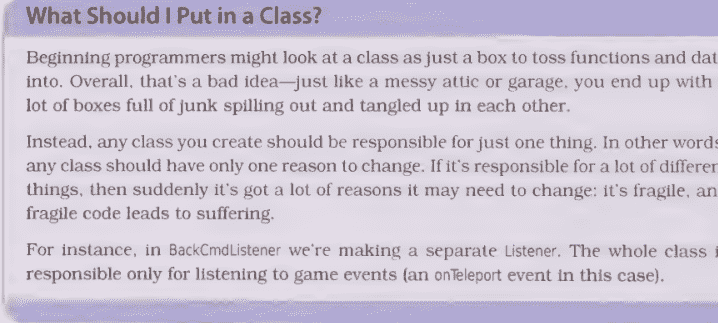 What Should I Put in a Class?
Beginning programmers might look at a class as just a box to toss functions and dat
into. Overall, that's a bad idea—just like a messy attic or garage, you end up with
lot of boxes full of junk spilling out and tangled up in each other.
Instead, any class you create should be responsible for just one thing. In other words
any class should have only one reason to change. If it's responsible for a lot of differen
things, then suddenly it's got a lot of reasons it may need to change: it's fragile, an
fragile code leads to suffering.
For instance, in BackCmdListener we're making a separate Listener. The whole class i
responsible only for listening to game events (an onTeleport event in this case).